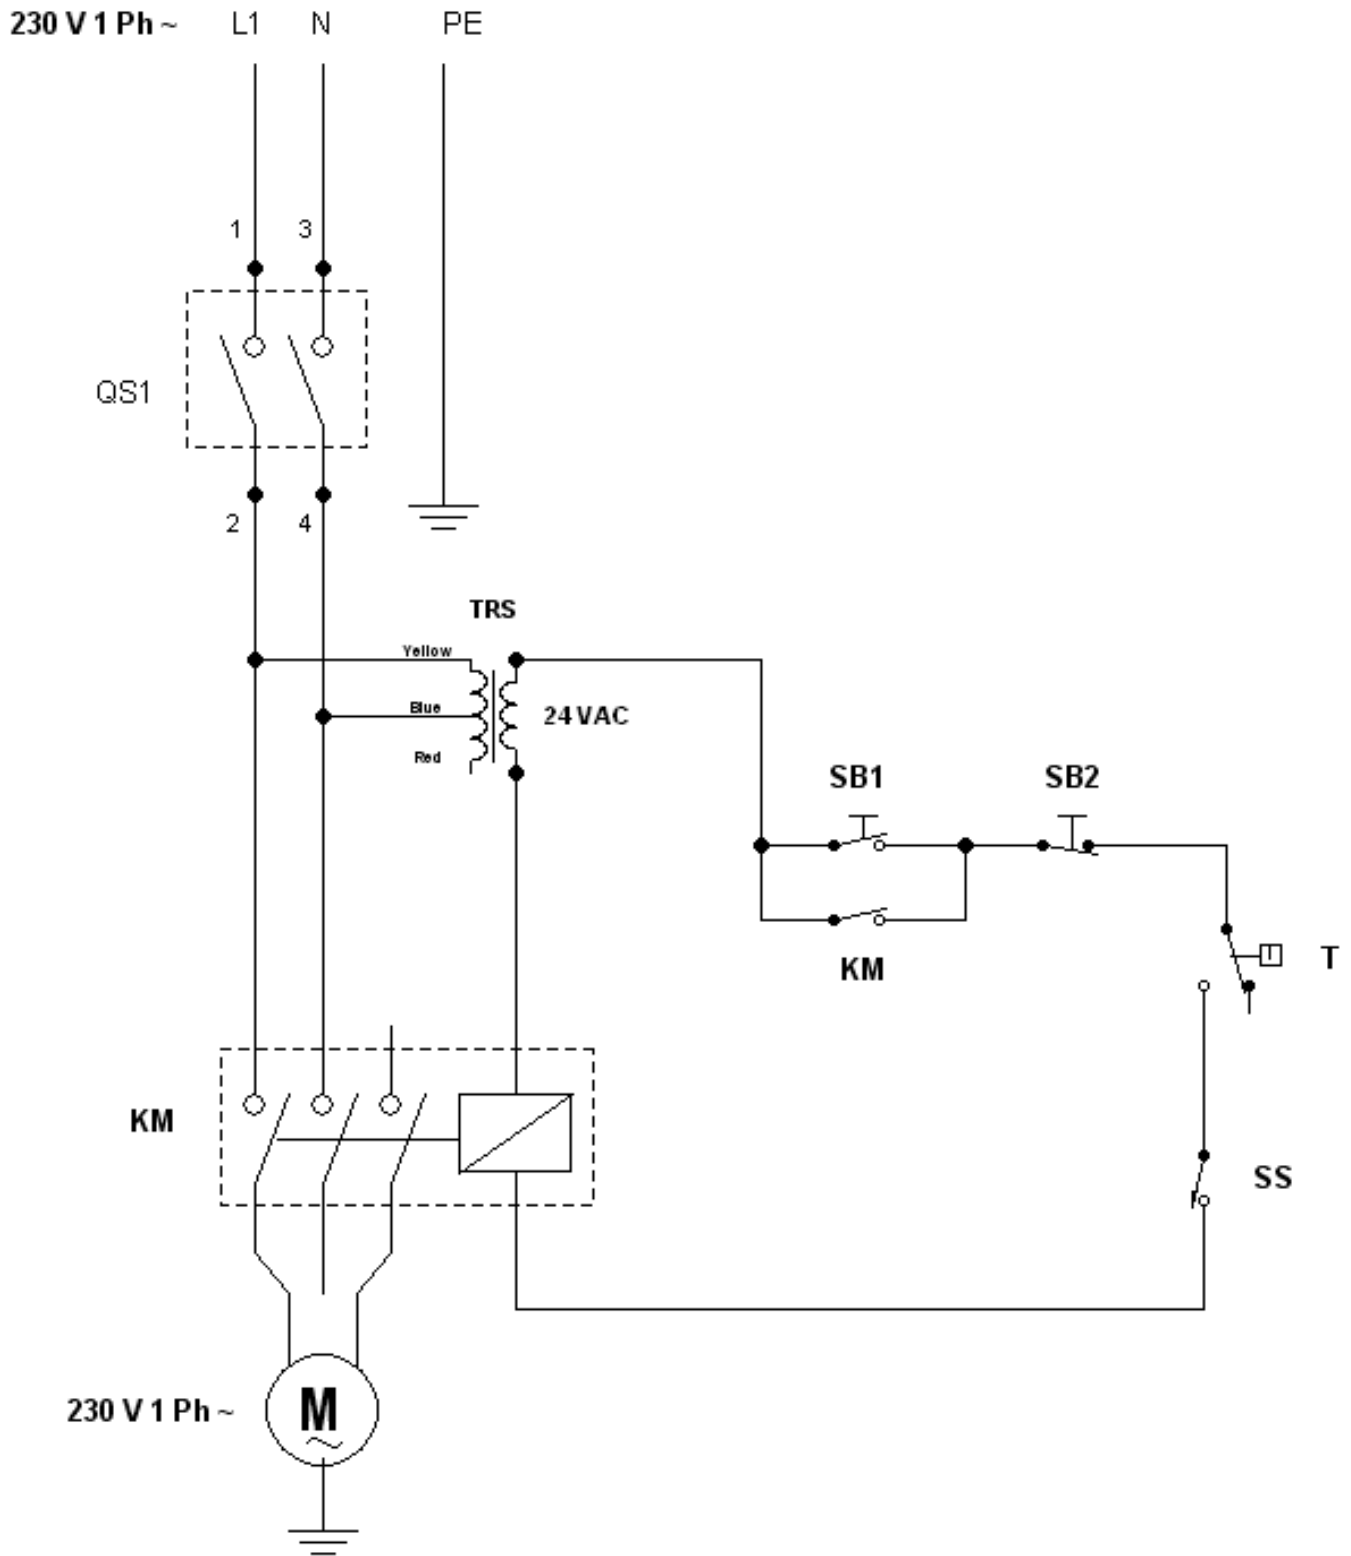 230 V 1 Ph ~ L1 N PE
1 3
QS1
2 4
TRS
Yellow
Blue
24 VAC
Red
SB1 SB2
KM
T
T
KM
SS
M
~
230 V 1 Ph ~